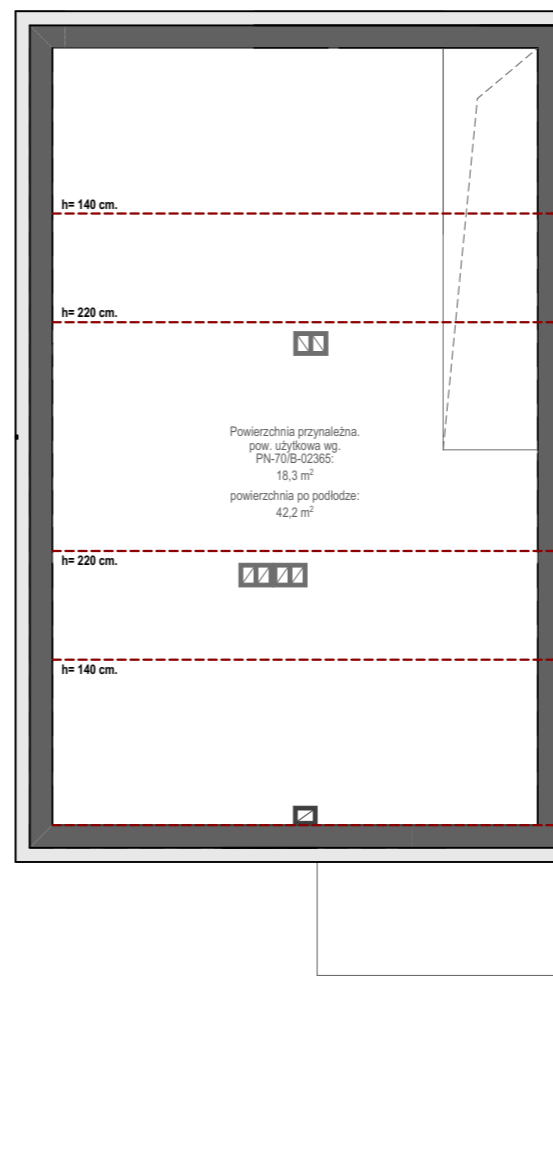 h= 140 cm.
h= 220 cm.
Powierzchnia przynależna.
pow. użytkowa wg.
PN-70/B-02365:
18,3 m²
powierzchnia po podłodze:
42,2 m²
h= 220 cm.
h= 140 cm.